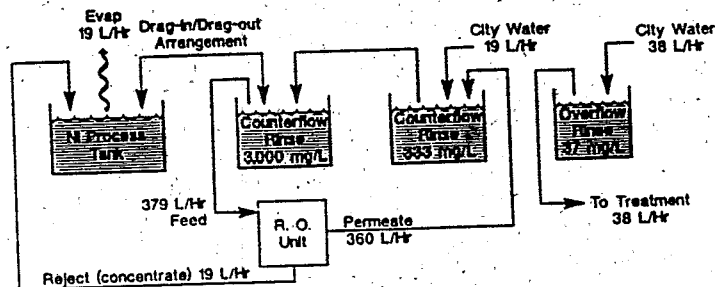 Evap
19 L/Hr
Drag-In/Drag-out
Arrangement
City Water
19 L/Hr
City Water
38 L/Hr
Ni Process
Tank
Counterflow
Rinse
3,000 mg/L
Counterflow
Rinse
333 mg/L
Overflow
Rinse
37 mg/L
379 L/Hr
Feed
R. O.
Unit
Permeate
360 L/Hr
To Treatment
38 L/Hr
Reject (concentrate) 19 L/Hr